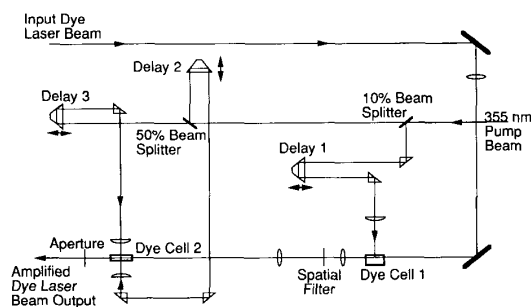 Input Dye
Laser Beam
Delay 2
Delay 3
10% Beam
Splitter
50% Beam
Splitter
355 nm
Pump
Beam
Delay 1
Aperture
Dye Cell 2
Amplified
Dye Laser
Beam Output
Spatial
Filter
Dye Cell 1